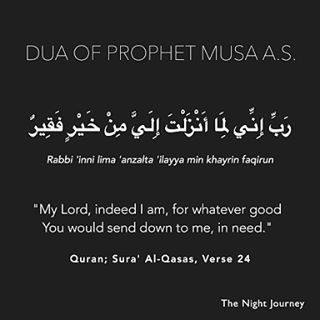 DUA OF PROPHET MUSA A.S.
رَبِّ إِنِّي لِمَا أَنْزَلْتَ إِلَيَّ مِنْ خَيْرٍ فَقِيرٌ
Rabbi 'inni lima 'anzalta 'ilayya min khayrin faqirun
"My Lord, indeed I am, for whatever good
You would send down to me, in need."
Quran; Sura' Al-Qasas, Verse 24
The Night Journey